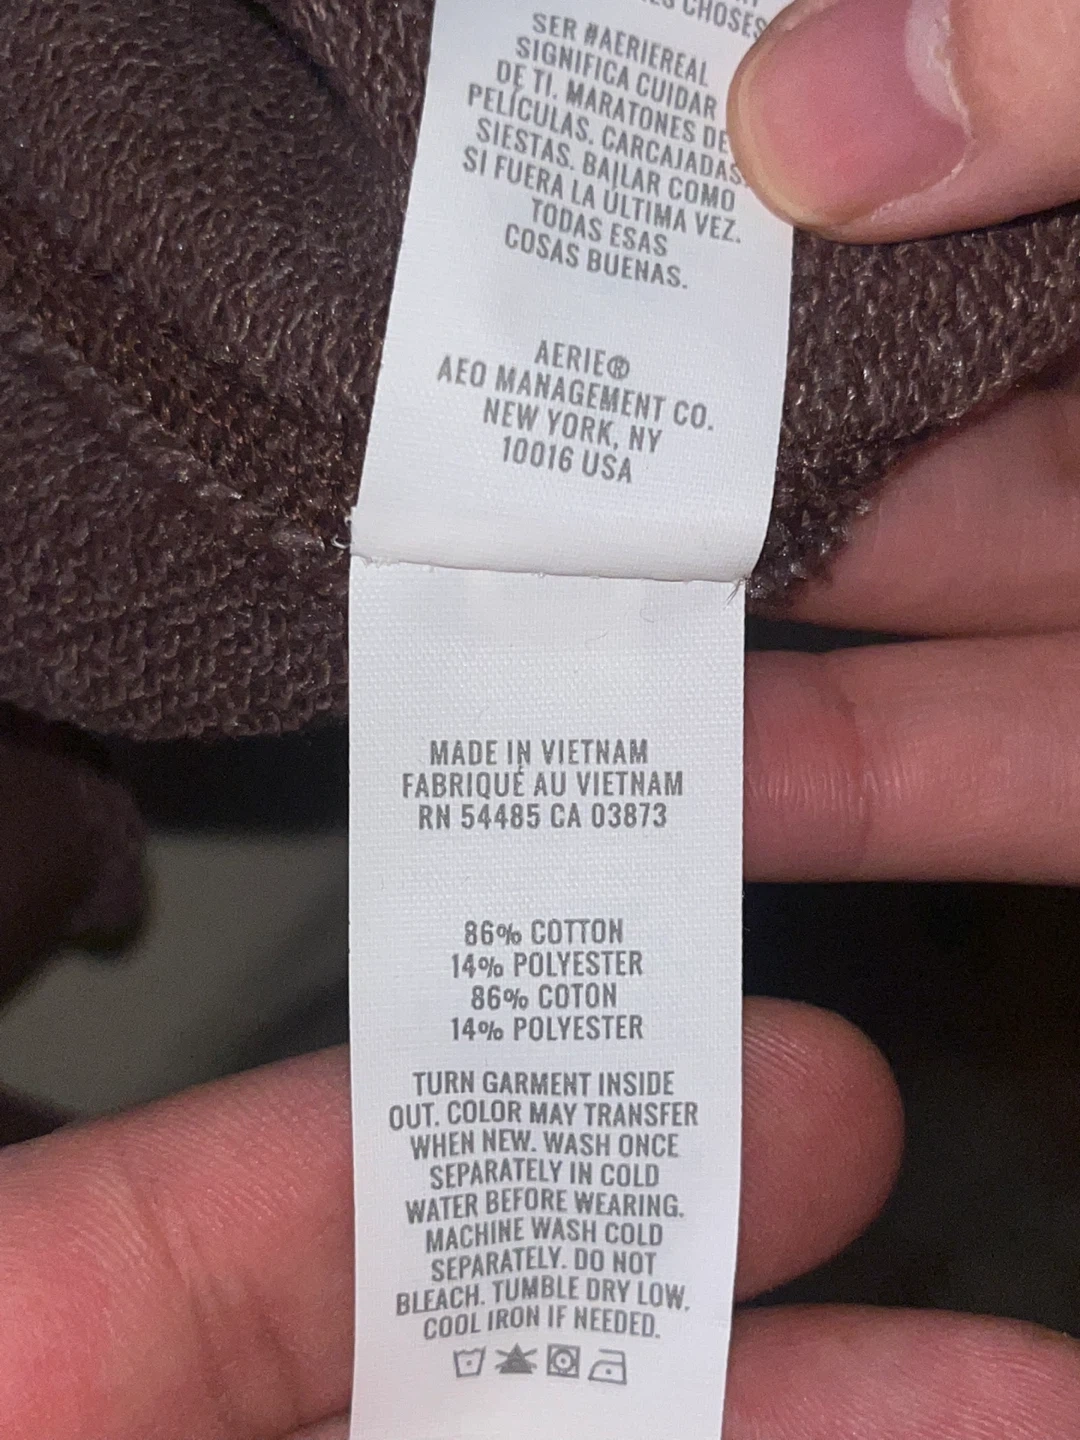 CHOSES
SER #AERIEREAL
SIGNIFICA CUIDAR
DE TI. MARATONES DE
PELÍCULAS. CARCAJADAS.
SIESTAS. BAILAR COMO
SI FUERA LA ÚLTIMA VEZ.
TODAS ESAS
COSAS BUENAS.
AERIE®
AEO MANAGEMENT CO.
NEW YORK, NY
10016 USA
MADE IN VIETNAM
FABRIQUÉ AU VIETNAM
RN 54485 CA 03873
86% COTTON
14% POLYESTER
86% COTON
14% POLYESTER
TURN GARMENT INSIDE
OUT. COLOR MAY TRANSFER
WHEN NEW. WASH ONCE
SEPARATELY IN COLD
WATER BEFORE WEARING.
MACHINE WASH COLD
SEPARATELY. DO NOT
BLEACH. TUMBLE DRY LOW.
COOL IRON IF NEEDED.